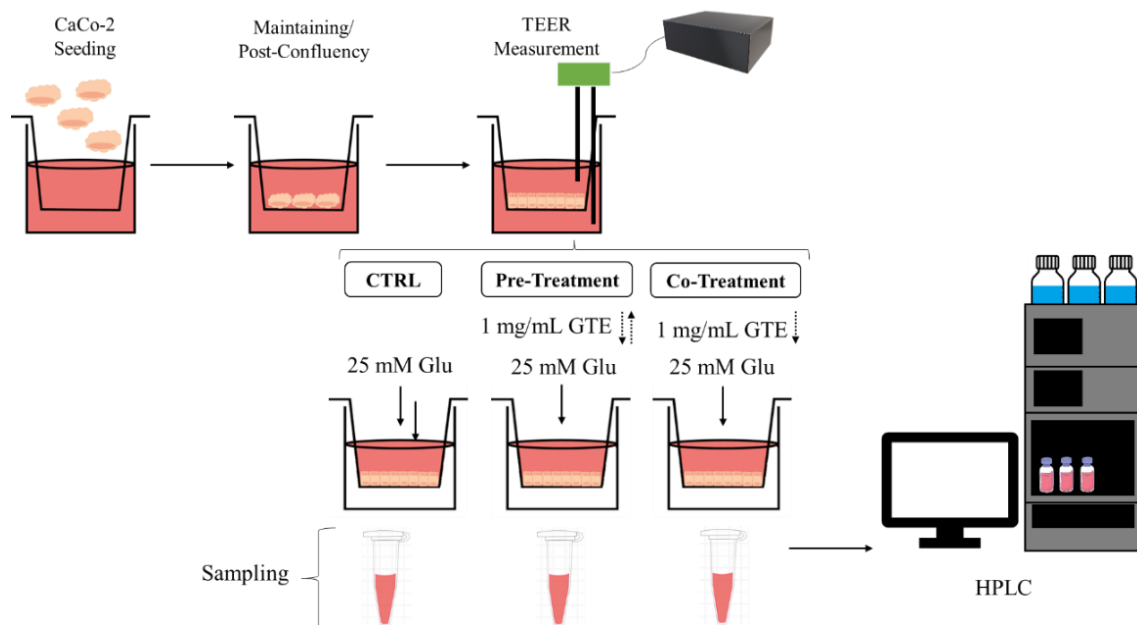 CaCo-2
Seeding
Maintaining/
Post-Confluency
TEER
Measurement
CTRL
Pre-Treatment
Co-Treatment
1 mg/mL GTE
1 mg/mL GTE
25 mM Glu
25 mM Glu
25 mM Glu
Sampling
HPLC